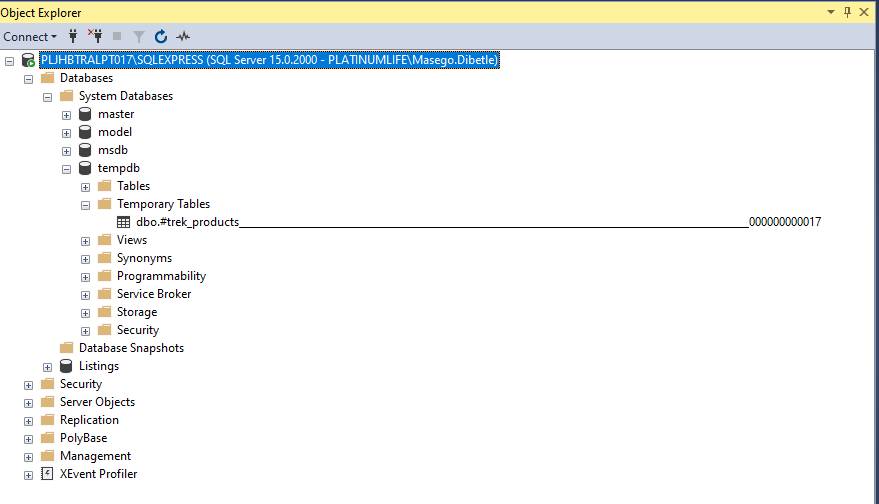 Object Explorer
Connect
PLJHBTRALPT017\SQLEXPRESS (SQL Server 15.0.2000 - PLATINUMLIFE\Masego.Dibetle)
Databases
System Databases
master
model
msdb
tempdb
Tables
Temporary Tables
dbo.#trek_products____________________________________________________________________________________________________000000000017
Views
Synonyms
Programmability
Service Broker
Storage
Security
Database Snapshots
Listings
Security
Server Objects
Replication
PolyBase
Management
XEvent Profiler